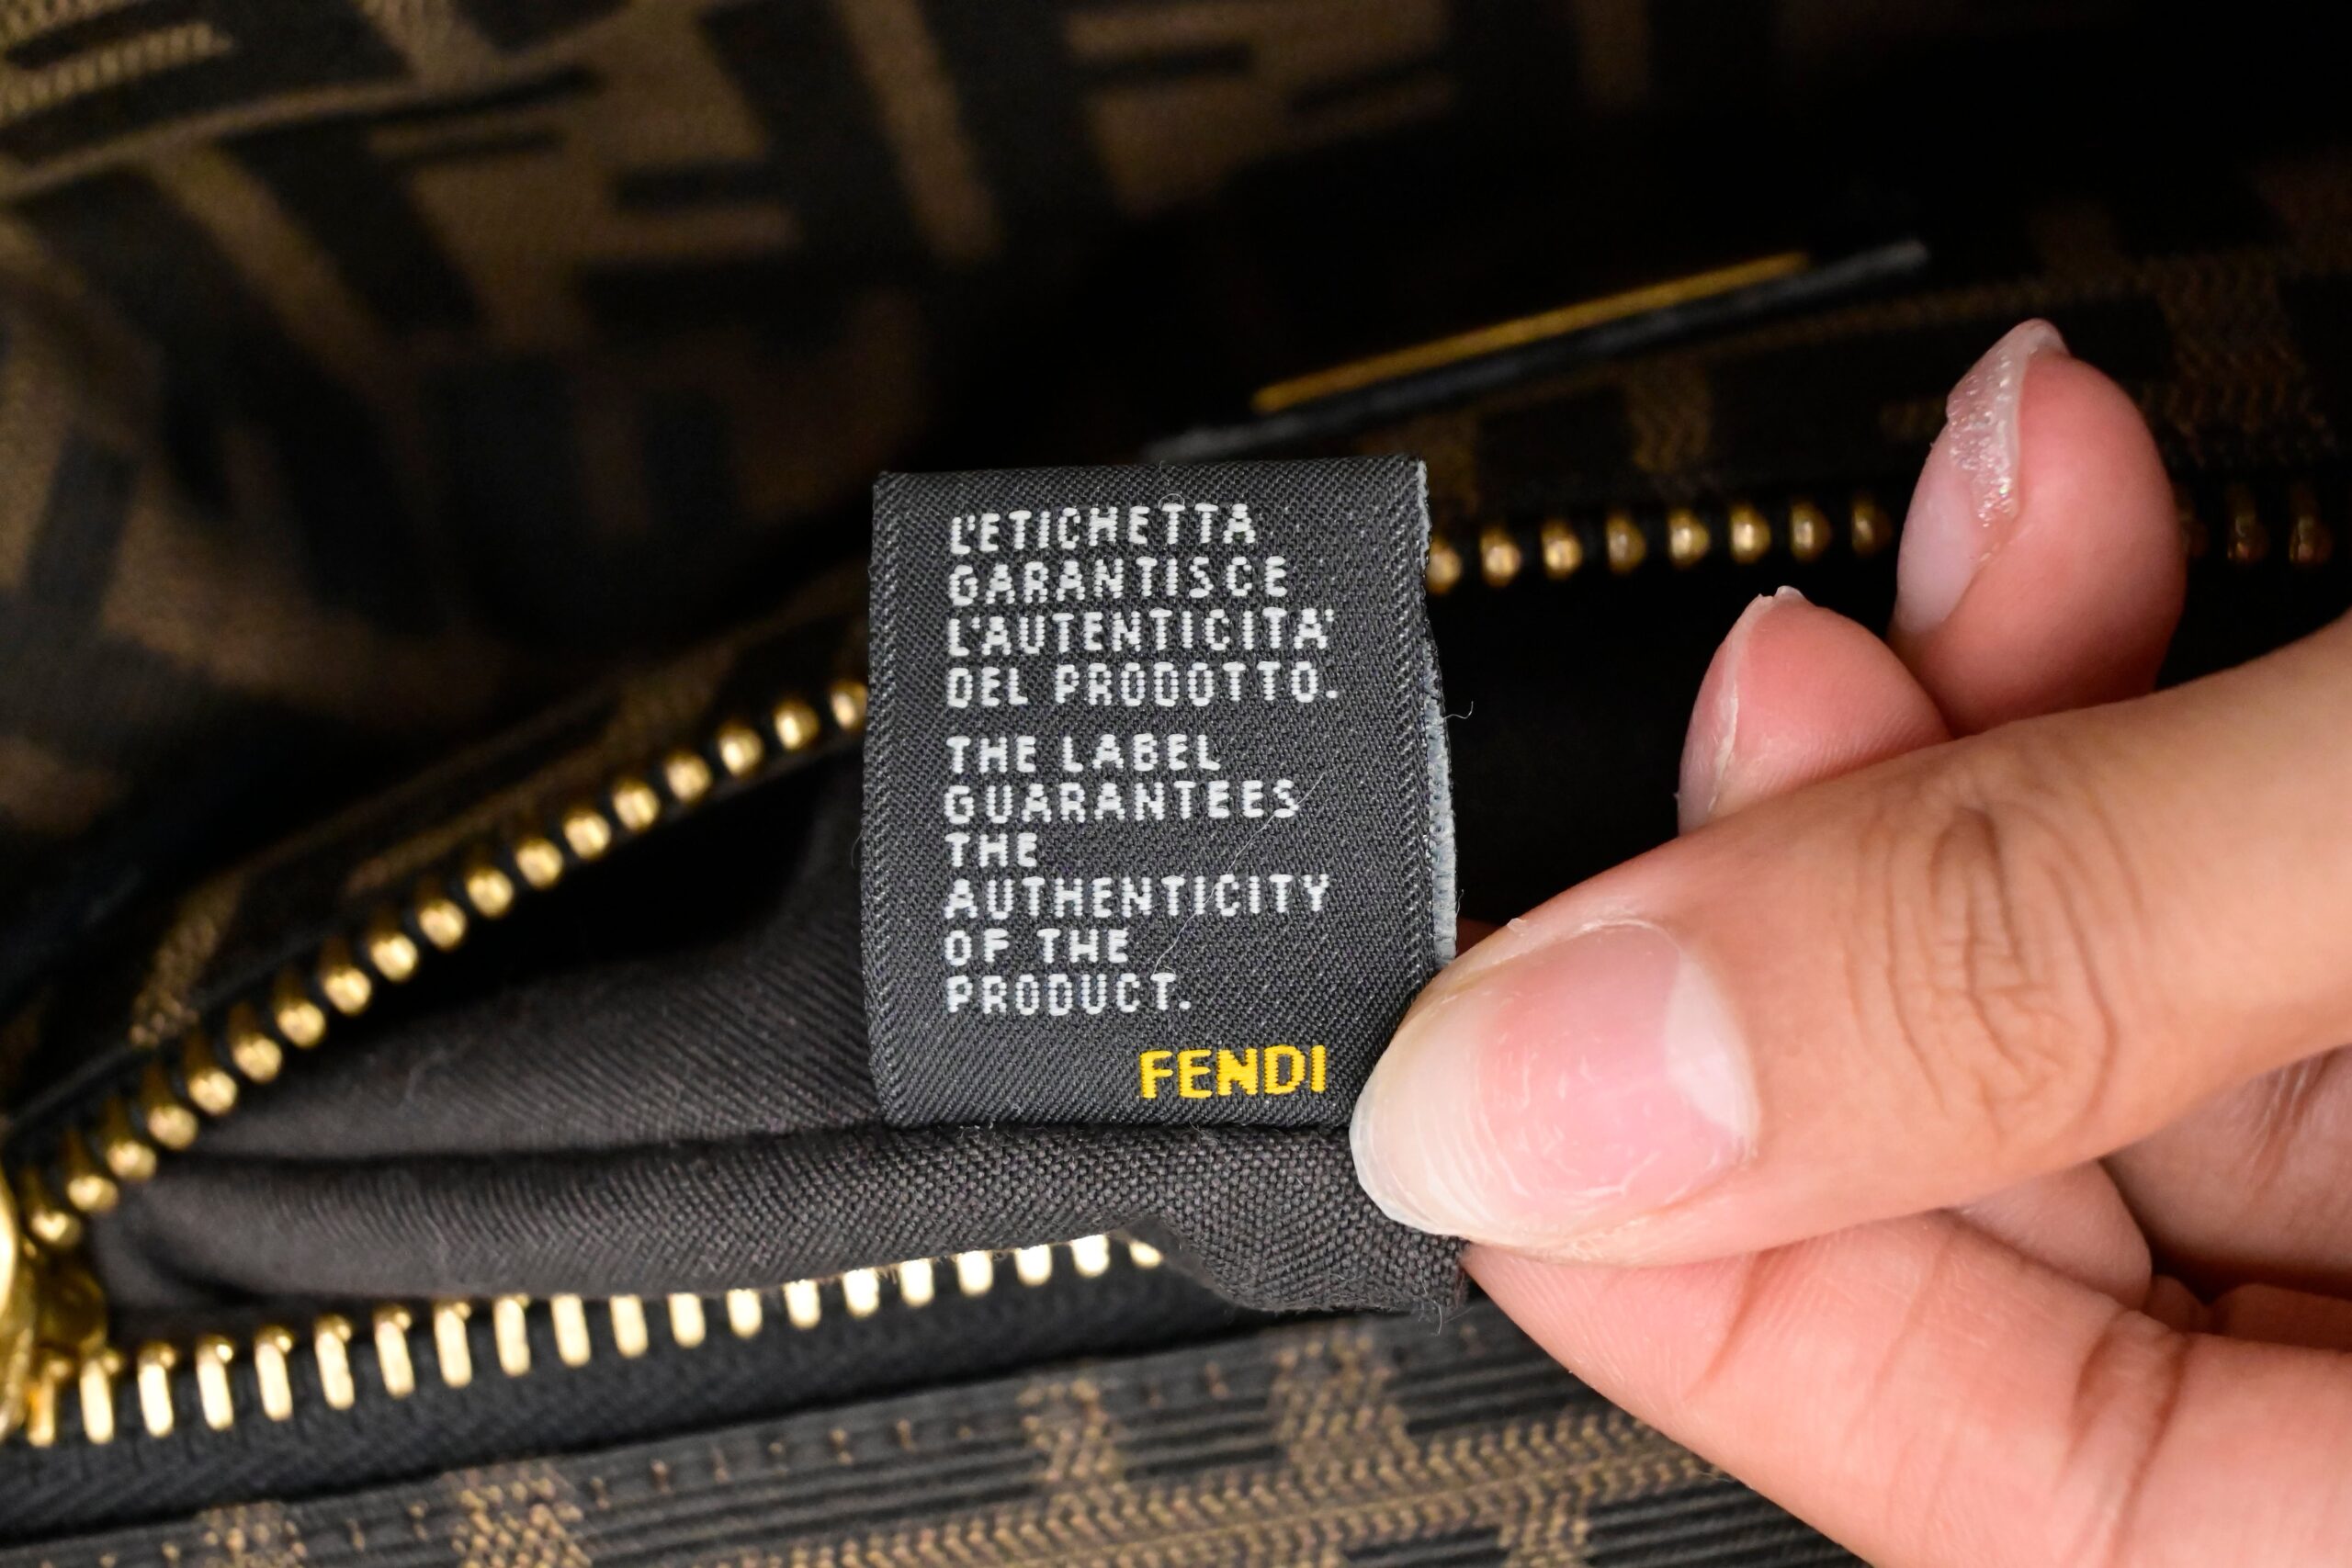 L'ETICHETTA
GARANTISCE
L'AUTENTICITA'
DEL PRODOTTO.
THE LABEL
GUARANTEES
THE
AUTHENTICITY
OF THE
PRODUCT.
FENDI